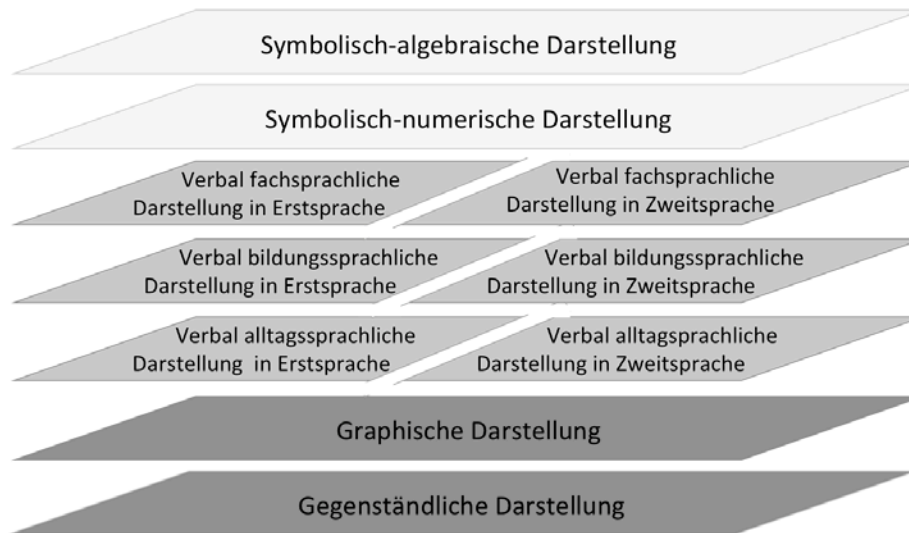 Symbolisch-algebraische Darstellung
Symbolisch-numerische Darstellung
Verbal fachsprachliche
Darstellung in Erstsprache
Verbal fachsprachliche
Darstellung in Zweitsprache
Verbal bildungssprachliche
Darstellung in Erstsprache
Verbal bildungssprachliche
Darstellung in Zweitsprache
Verbal alltagssprachliche
Darstellung in Erstsprache
Verbal alltagsprachliche
Darstellung in Zweitsprache
Graphische Darstellung
Gegenständliche Darstellung